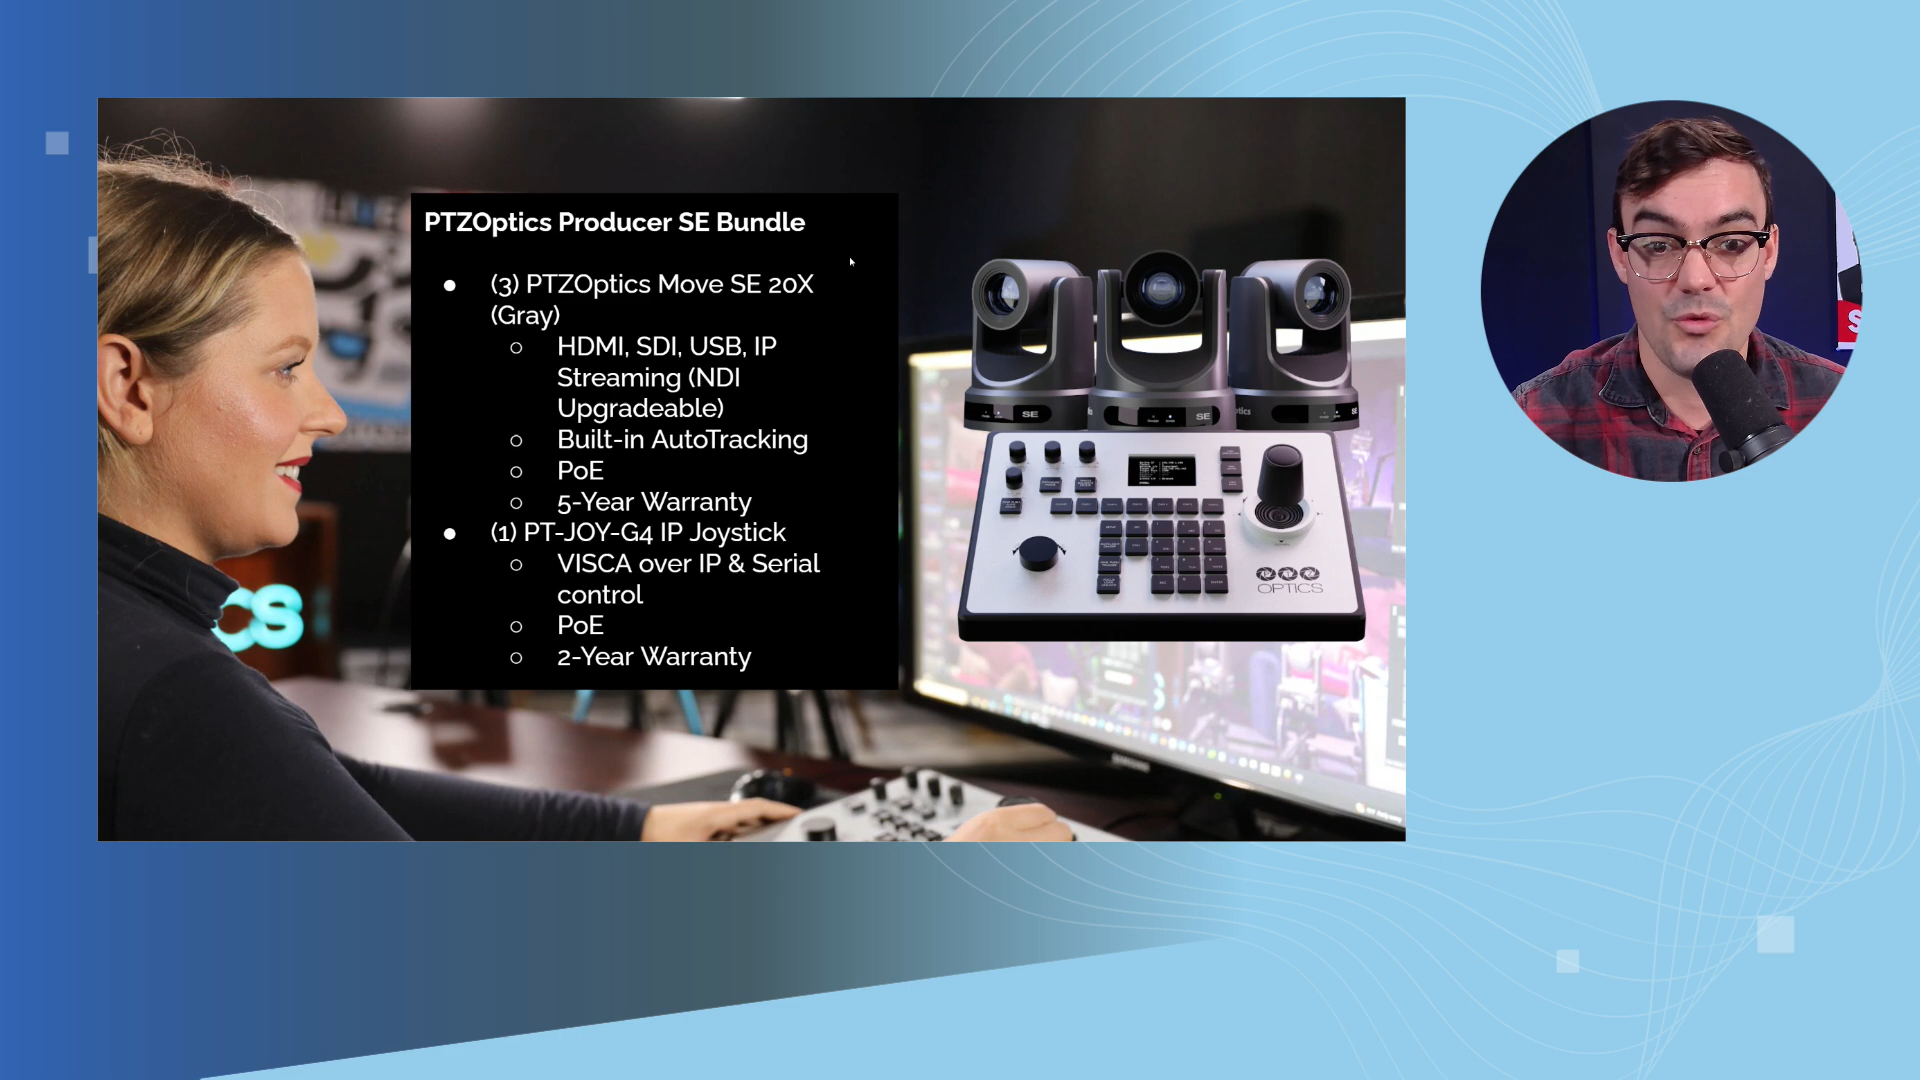 PTZOptics Producer SE Bundle
● (3) PTZOptics Move SE 20X
(Gray)
○ HDMI, SDI, USB, IP
Streaming (NDI
Upgradeable)
○ Built-in AutoTracking
○ PoE
○ 5-Year Warranty
● (1) PT-JOY-G4 IP Joystick
○ VISCA over IP & Serial
control
○ PoE
○ 2-Year Warranty
SE
SE
SE
OPTICS
CS
S